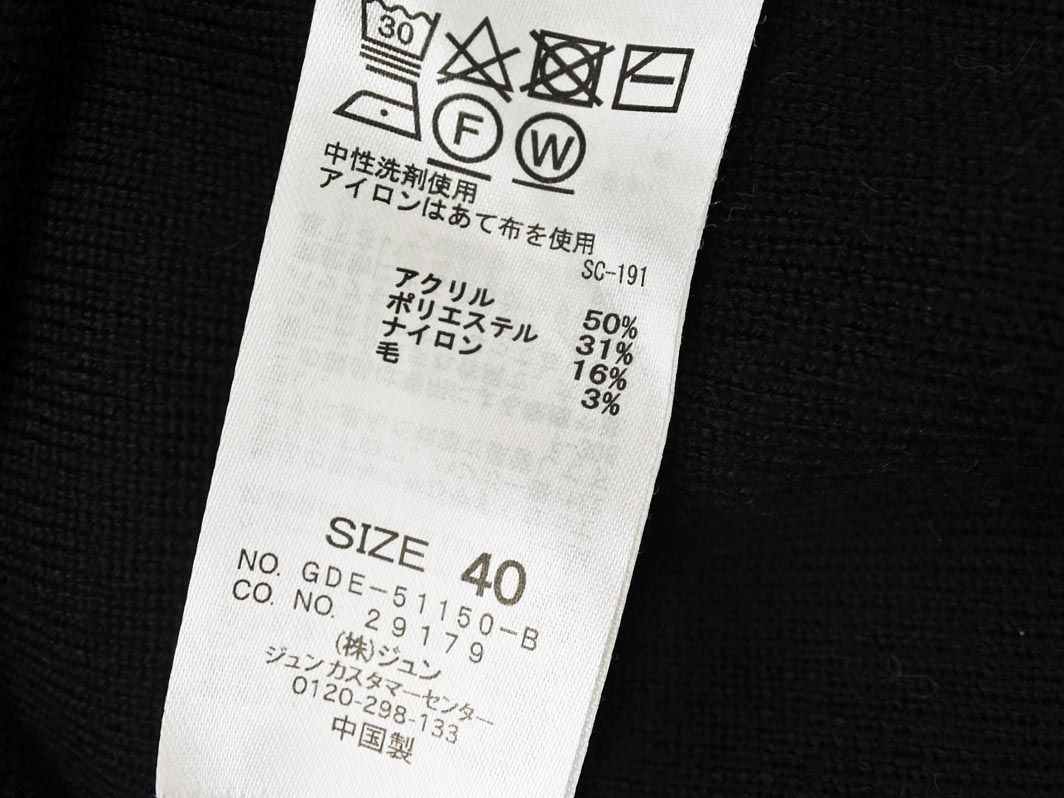 30
F W
中性洗剤使用
アイロンはあて布を使用
SC-191
アクリル 50%
ポリエステル 31%
ナイロン 16%
毛 3%
SIZE 40
NO. GDE-51150-B
CO. NO. 29179
(株)ジュン
ジュンカスタマーセンター
0120-298-133
中国製